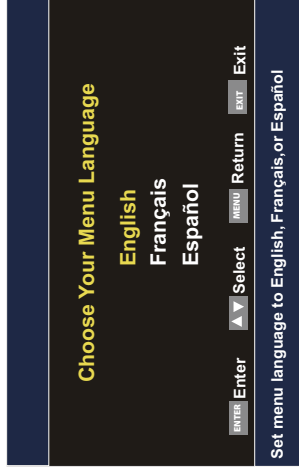 Choose Your Menu Language
English
Français
Español
ENTER Enter ▲▼ Select MENU Return EXIT Exit
Set menu language to English, Français,or Español